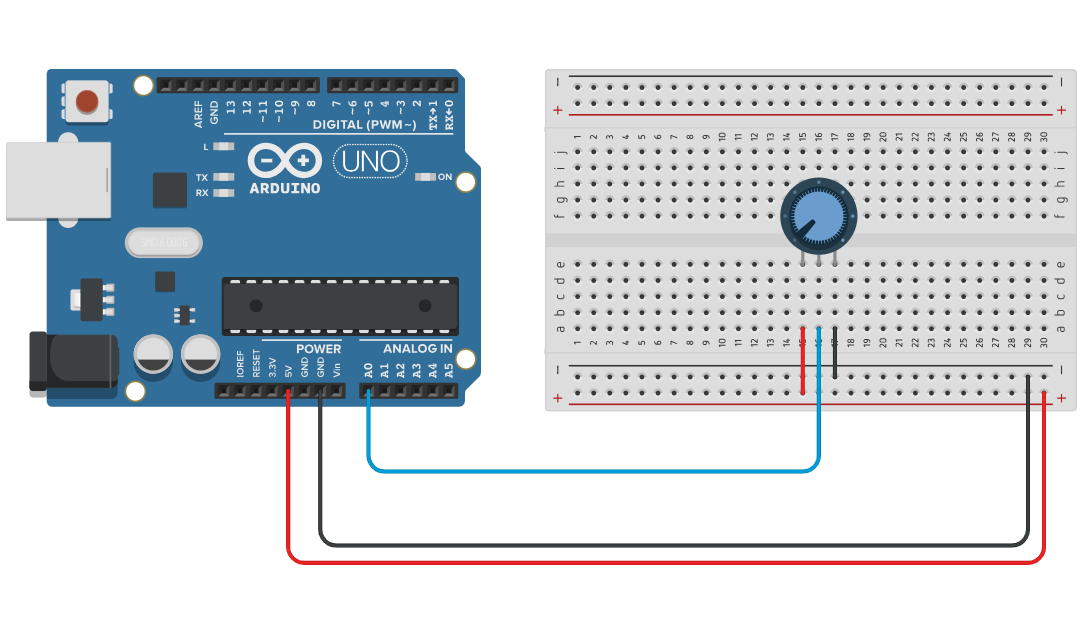 AREF GND 13 12 ~11 ~10 ~9 8 7 ~6 ~5 4 ~3 2 TX→1 RX←0
DIGITAL (PWM~)
L
TX
RX
UNO
ARDUINO
ON
IOREF RESET 3.3V 5V GND GND Vin
POWER
ANALOG IN
A0 A1 A2 A3 A4 A5
− −
+ +
1 2 3 4 5 6 7 8 9 10 11 12 13 14 15 16 17 18 19 20 21 22 23 24 25 26 27 28 29 30
j j
i i
h h
g g
f f
e e
d d
c c
b b
a a
1 2 3 4 5 6 7 8 9 10 11 12 13 14 15 16 17 18 19 20 21 22 23 24 25 26 27 28 29 30
− −
+ +